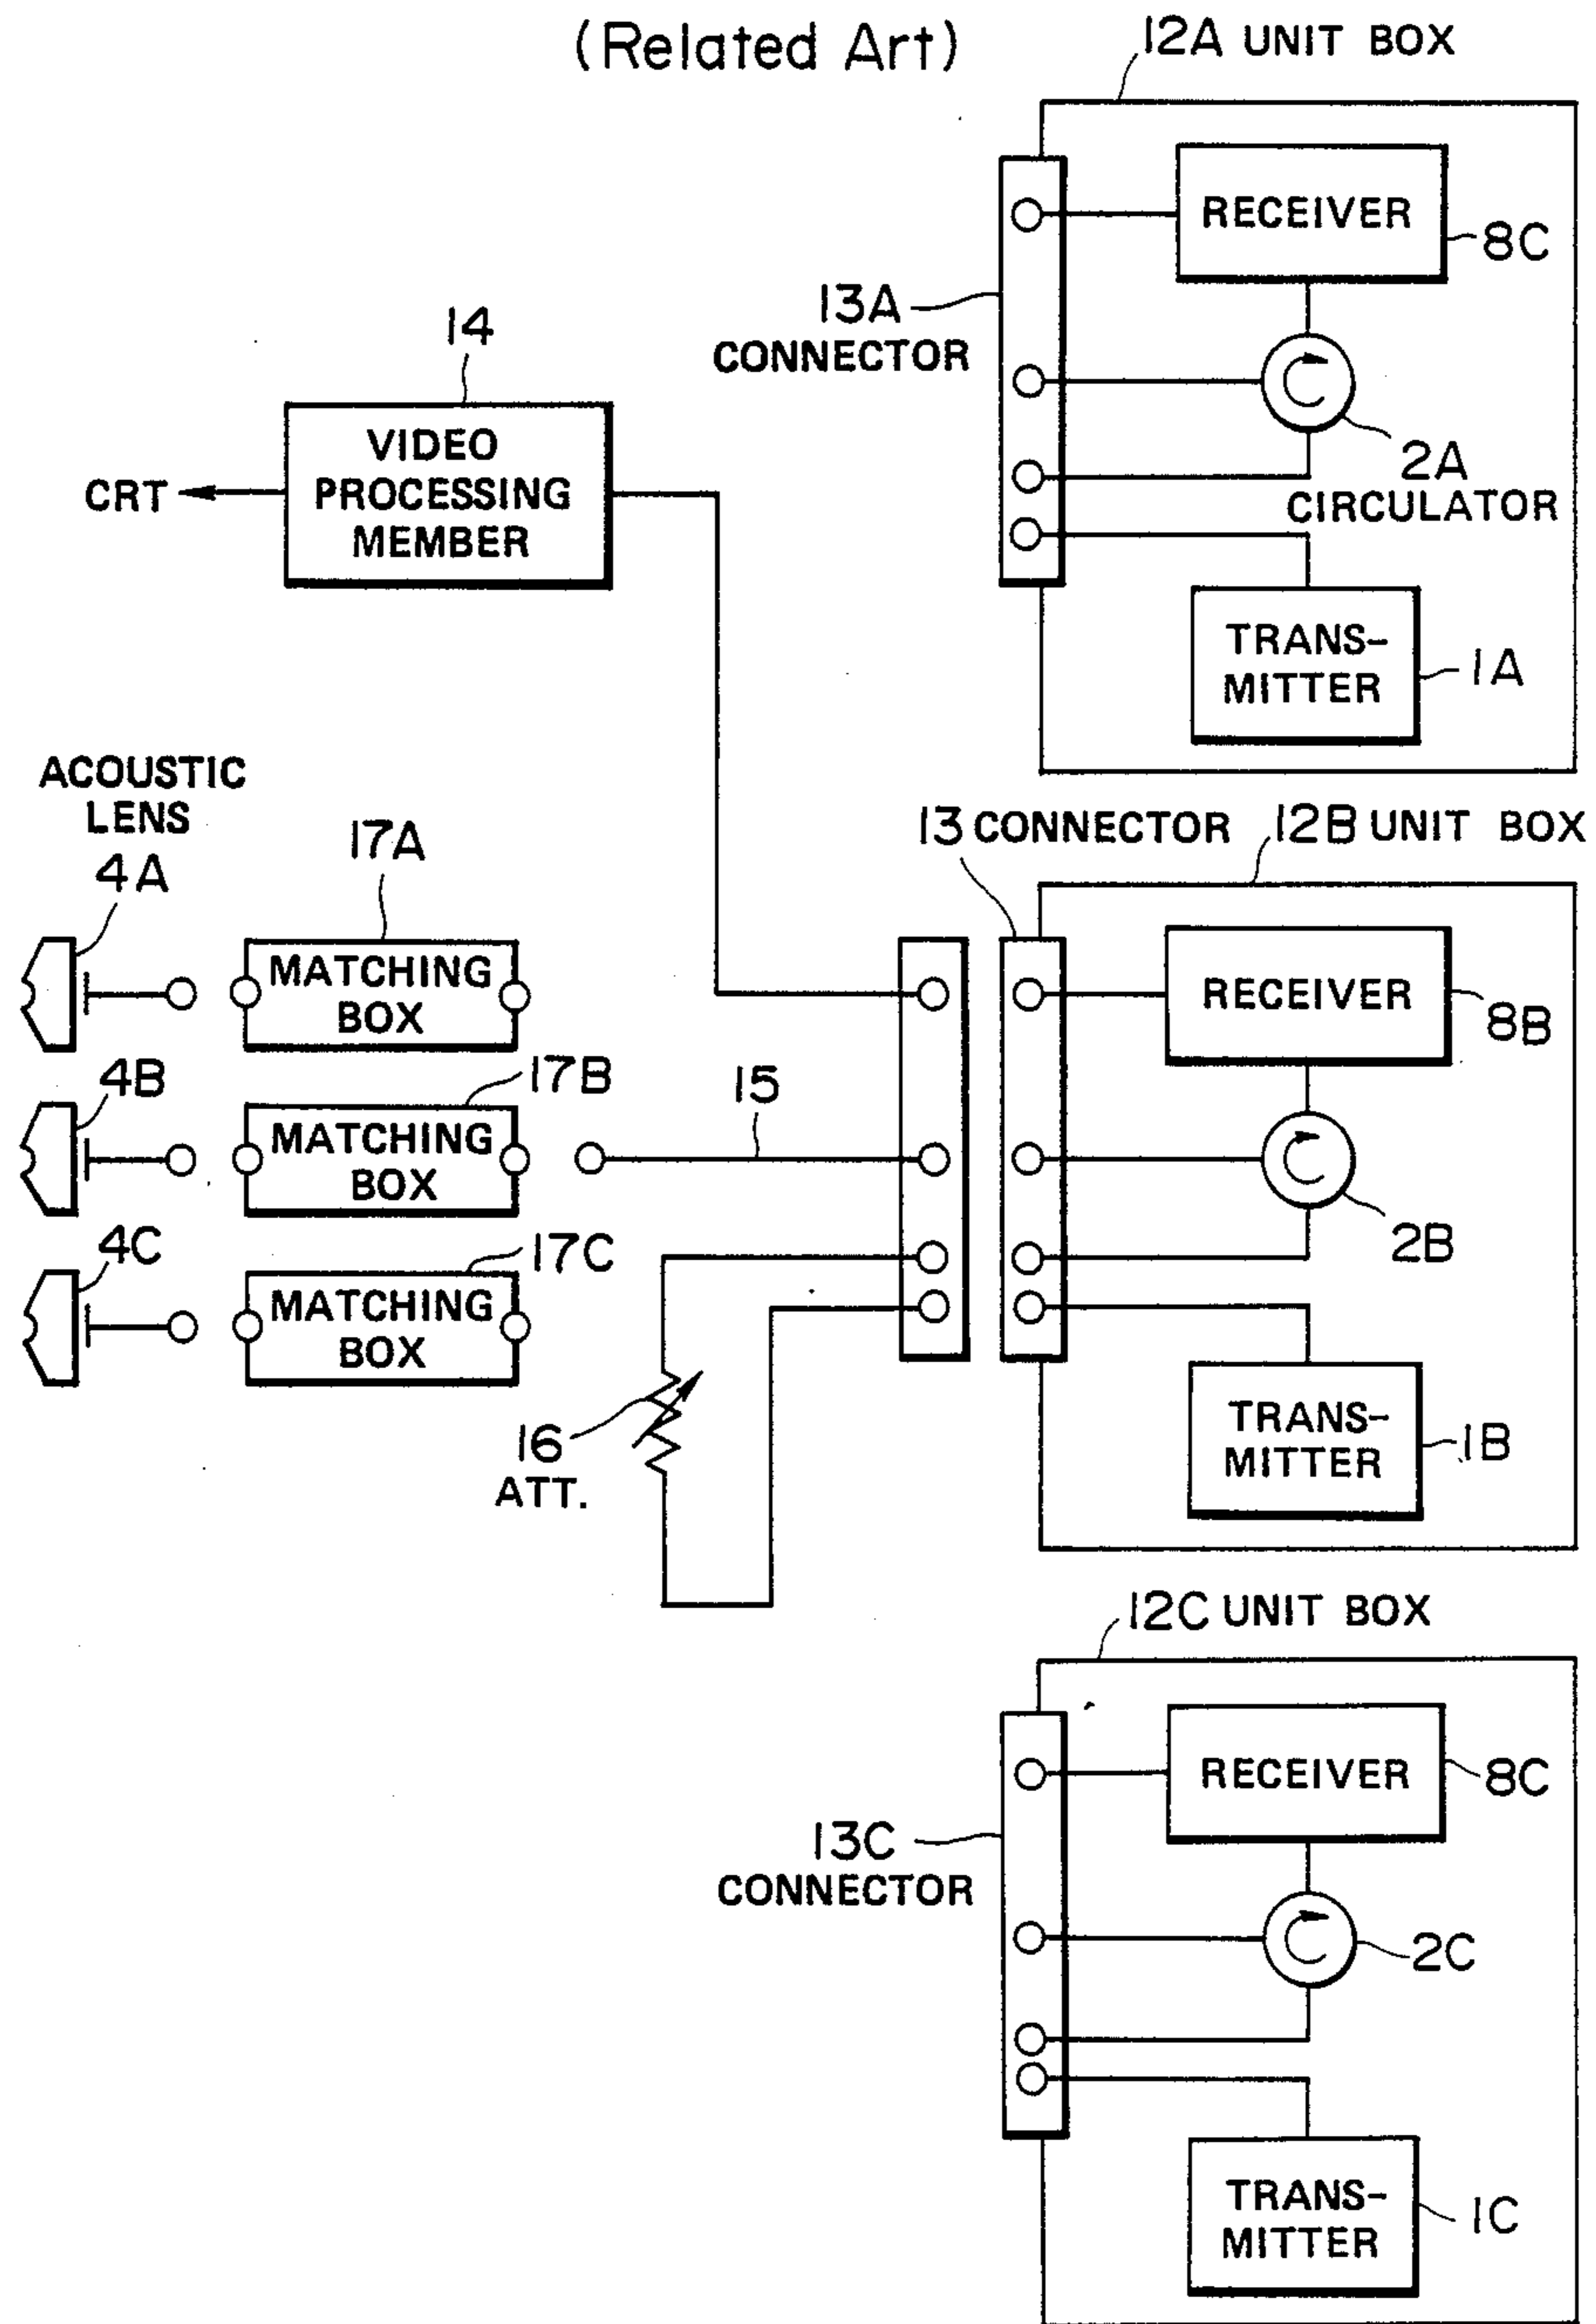 (Related Art)
12A UNIT BOX
RECEIVER
8C
13A
CONNECTOR
2A
CIRCULATOR
TRANS-
MITTER
1A
14
VIDEO
PROCESSING
MEMBER
CRT
ACOUSTIC
LENS
4A
17A
MATCHING
BOX
4B
17B
MATCHING
BOX
15
4C
17C
MATCHING
BOX
16
ATT.
13 CONNECTOR
12B UNIT BOX
RECEIVER
8B
2B
TRANS-
MITTER
1B
12C UNIT BOX
RECEIVER
8C
13C
CONNECTOR
2C
TRANS-
MITTER
1C